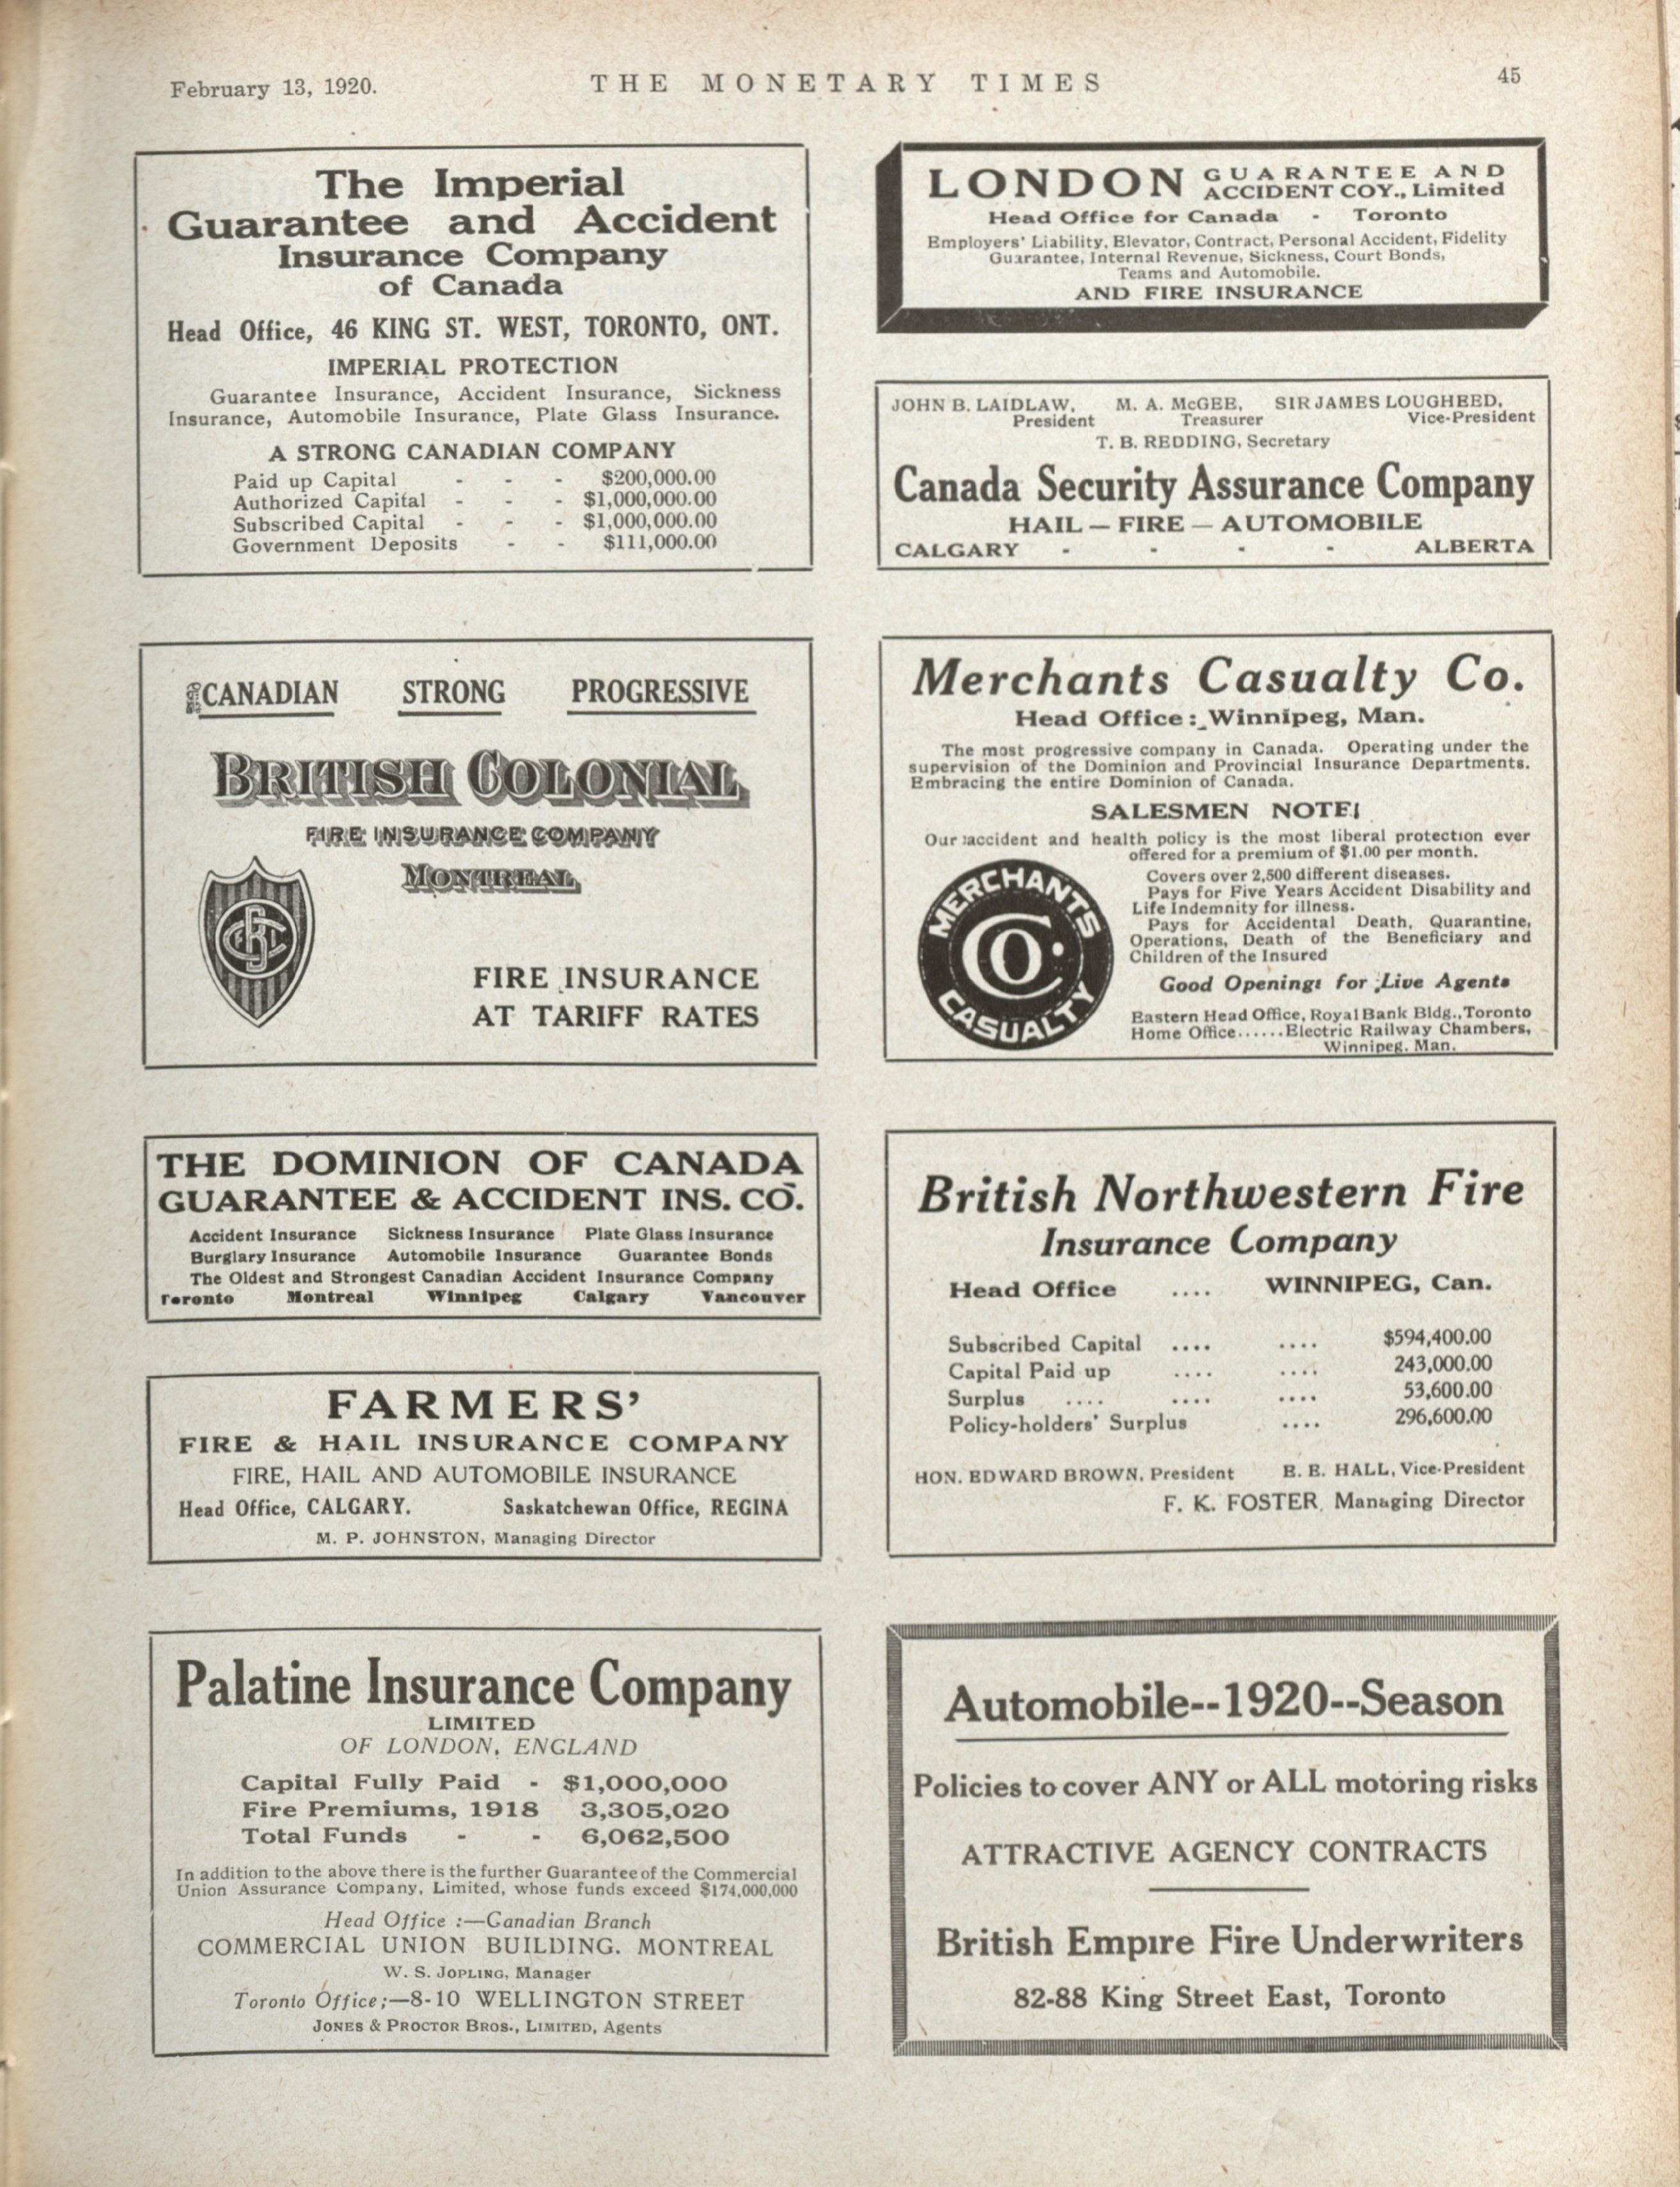 February 13, 1920.
THE MONETARY TIMES
45
The Imperial
Guarantee and Accident
Insurance Company
of Canada
Head Office, 46 KING ST. WEST, TORONTO, ONT.
IMPERIAL PROTECTION
Guarantee Insurance, Accident Insurance, Sickness
Insurance, Automobile Insurance, Plate Glass Insurance.
A STRONG CANADIAN COMPANY
Paid up Capital - - - $200,000.00
Authorized Capital - - - $1,000,000.00
Subscribed Capital - - - $1,000,000.00
Government Deposits - - $111,000.00
CANADIAN STRONG PROGRESSIVE
BRITISH COLONIAL
FIRE INSURANCE COMPANY
MONTREAL
FIRE INSURANCE
AT TARIFF RATES
THE DOMINION OF CANADA
GUARANTEE & ACCIDENT INS. CO.
Accident Insurance Sickness Insurance Plate Glass Insurance
Burglary Insurance Automobile Insurance Guarantee Bonds
The Oldest and Strongest Canadian Accident Insurance Company
Toronto Montreal Winnipeg Calgary Vancouver
FARMERS'
FIRE & HAIL INSURANCE COMPANY
FIRE, HAIL AND AUTOMOBILE INSURANCE
Head Office, CALGARY. Saskatchewan Office, REGINA
M. P. JOHNSTON, Managing Director
Palatine Insurance Company
LIMITED
OF LONDON, ENGLAND
Capital Fully Paid - $1,000,000
Fire Premiums, 1918 3,305,020
Total Funds - - 6,062,500
In addition to the above there is the further Guarantee of the Commercial
Union Assurance Company, Limited, whose funds exceed $174,000,000
Head Office :—Canadian Branch
COMMERCIAL UNION BUILDING. MONTREAL
W. S. JOPLING, Manager
Toronto Office;—8-10 WELLINGTON STREET
JONES & PROCTOR BROS., LIMITED, Agents
LONDON GUARANTEE AND
ACCIDENT COY., Limited
Head Office for Canada - Toronto
Employers' Liability, Elevator, Contract, Personal Accident, Fidelity
Guarantee, Internal Revenue, Sickness, Court Bonds,
Teams and Automobile.
AND FIRE INSURANCE
JOHN B. LAIDLAW, M. A. McGEE, SIR JAMES LOUGHEED,
President Treasurer Vice-President
T. B. REDDING, Secretary
Canada Security Assurance Company
HAIL — FIRE — AUTOMOBILE
CALGARY - - - - ALBERTA
Merchants Casualty Co.
Head Office: Winnipeg, Man.
The most progressive company in Canada. Operating under the
supervision of the Dominion and Provincial Insurance Departments.
Embracing the entire Dominion of Canada.
SALESMEN NOTE!
Our accident and health policy is the most liberal protection ever
offered for a premium of $1.00 per month.
Covers over 2,500 different diseases.
Pays for Five Years Accident Disability and
Life Indemnity for illness.
Pays for Accidental Death, Quarantine,
Operations, Death of the Beneficiary and
Children of the Insured
Good Openings for Live Agents
Eastern Head Office, Royal Bank Bldg., Toronto
Home Office......Electric Railway Chambers,
Winnipeg. Man.
MERCHANTS
CO.
CASUALTY
British Northwestern Fire
Insurance Company
Head Office .... WINNIPEG, Can.
Subscribed Capital .... .... $594,400.00
Capital Paid up .... .... 243,000.00
Surplus .... .... .... 53,600.00
Policy-holders' Surplus .... 296,600.00
HON. EDWARD BROWN, President E. E. HALL, Vice-President
F. K. FOSTER, Managing Director
Automobile--1920--Season
Policies to cover ANY or ALL motoring risks
ATTRACTIVE AGENCY CONTRACTS
British Empire Fire Underwriters
82-88 King Street East, Toronto